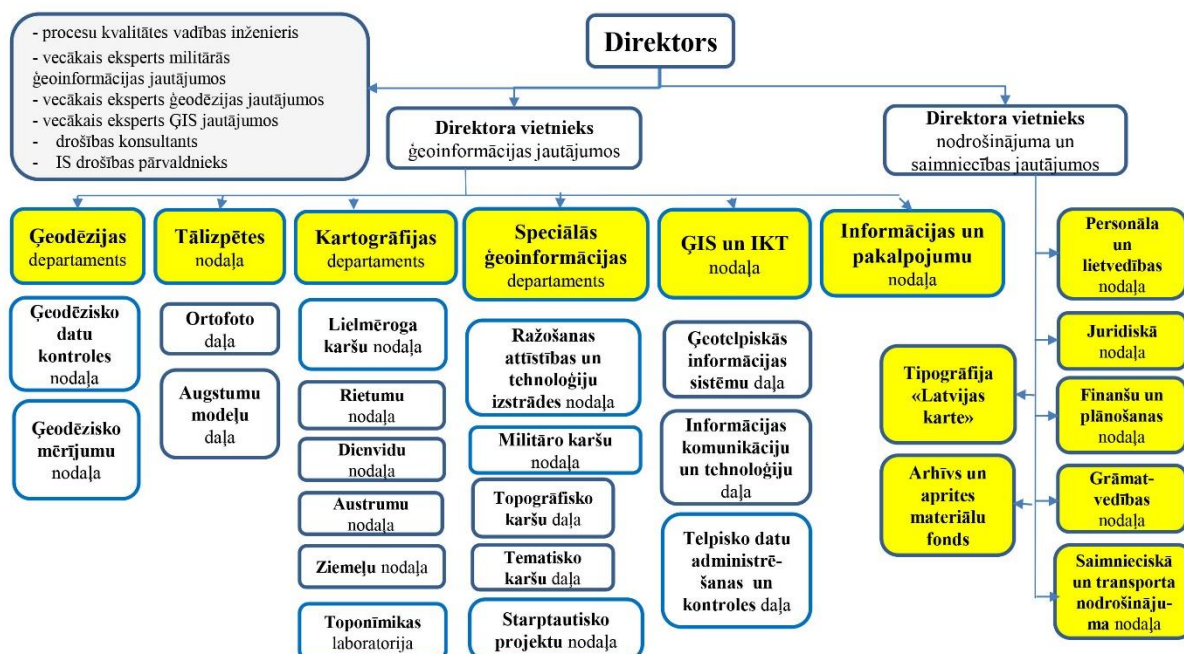 - procesu kvalitātes vadības inženieris
- vecākais eksperts militārās
ģeoinformācijas jautājumos
- vecākais eksperts ģeodēzijas jautājumos
- vecākais eksperts ĢIS jautājumos
- drošības konsultants
- IS drošības pārvaldnieks
Direktors
Direktora vietnieks
ģeoinformācijas jautājumos
Direktora vietnieks
nodrošinājuma un
saimniecības jautājumos
Ģeodēzijas
departaments
Tālizpētes
nodaļa
Kartogrāfijas
departaments
Speciālās
ģeoinformācijas
departaments
ĢIS un IKT
nodaļa
Informācijas un
pakalpojumu
nodaļa
Ģeodēzisko
datu
kontroles
nodaļa
Ģeodēzisko
mērījumu
nodaļa
Ortofoto
daļa
Augstumu
modeļu
daļa
Lielmēroga
karšu nodaļa
Rietumu
nodaļa
Dienvidu
nodaļa
Austrumu
nodaļa
Ziemeļu nodaļa
Toponīmikas
laboratorija
Ražošanas
attīstības un
tehnoloģiju
izstrādes nodaļa
Militāro karšu
nodaļa
Topogrāfisko
karšu daļa
Tematisko
karšu daļa
Starptautisko
projektu nodaļa
Ģeotelpiskās
informācijas
sistēmu daļa
Informācijas
komunikāciju
un tehnoloģiju
daļa
Telpisko datu
administrē-
šanas un
kontroles daļa
Tipogrāfija
«Latvijas
karte»
Arhīvs un
aprites
materiālu
fonds
Personāla
un
lietvedības
nodaļa
Juridiskā
nodaļa
Finanšu un
plānošanas
nodaļa
Grāmat-
vedības
nodaļa
Saimnieciskā
un transporta
nodrošināju-
ma nodaļa